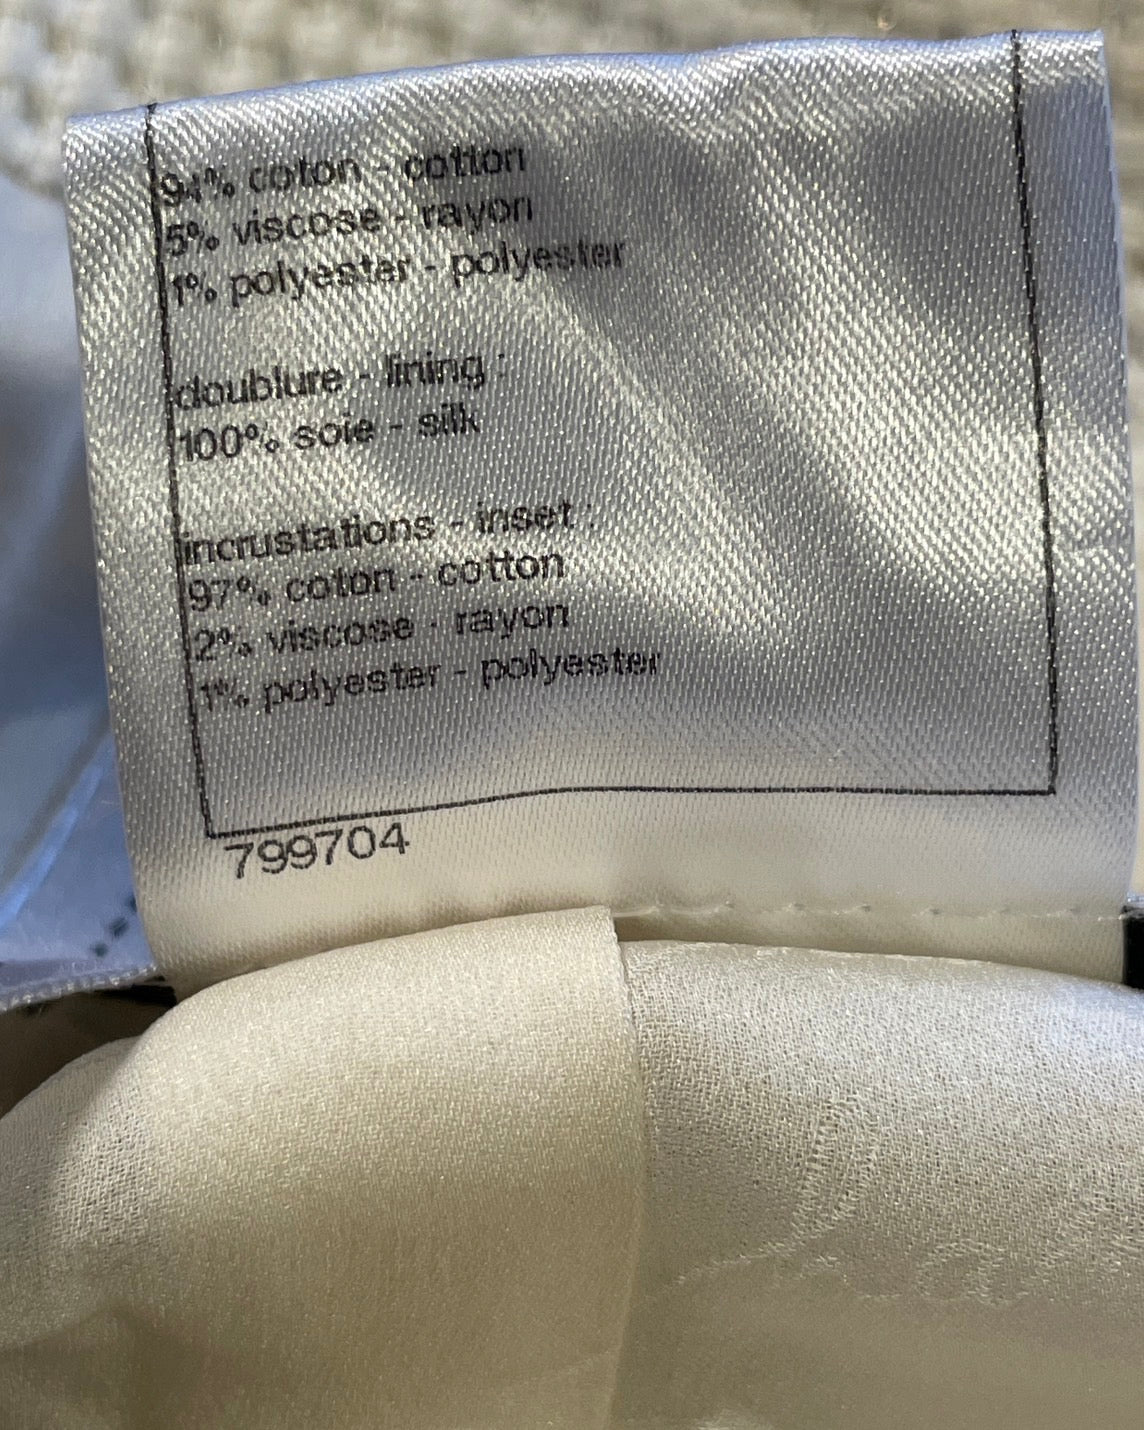 94% coton - cotton
5% viscose - rayon
1% polyester - polyester
doublure - lining :
100% soie - silk
incrustations - inset :
97% coton - cotton
2% viscose - rayon
1% polyester - polyester
799704